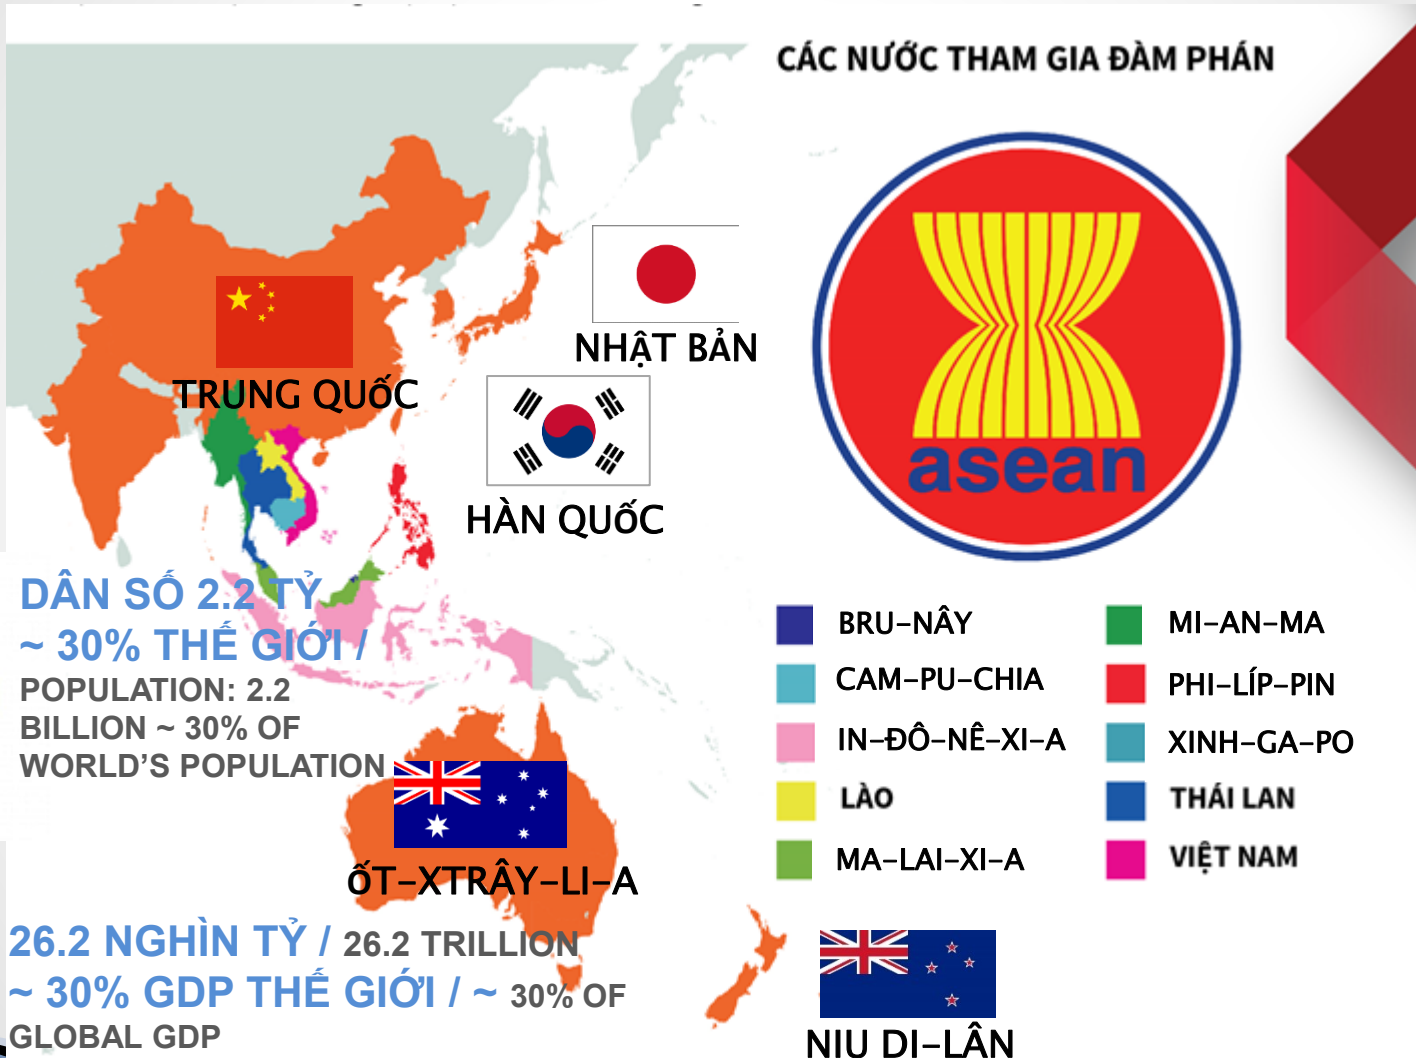 CÁC NƯỚC THAM GIA ĐÀM PHÁN
NHẬT BẢN
TRUNG QUỐC
HÀN QUỐC
asean
DÂN SỐ 2.2 TỶ
~ 30% THẾ GIỚI /
POPULATION: 2.2
BILLION ~ 30% OF
WORLD'S POPULATION
BRU-NÂY
CAM-PU-CHIA
IN-ĐÔ-NÊ-XI-A
LÀO
MA-LAI-XI-A
MI-AN-MA
PHI-LÍP-PIN
XINH-GA-PO
THÁI LAN
VIỆT NAM
ỐT-XTRÂY-LI-A
26.2 NGHÌN TỶ / 26.2 TRILLION
~ 30% GDP THẾ GIỚI / ~ 30% OF
GLOBAL GDP
NIU DI-LÂN